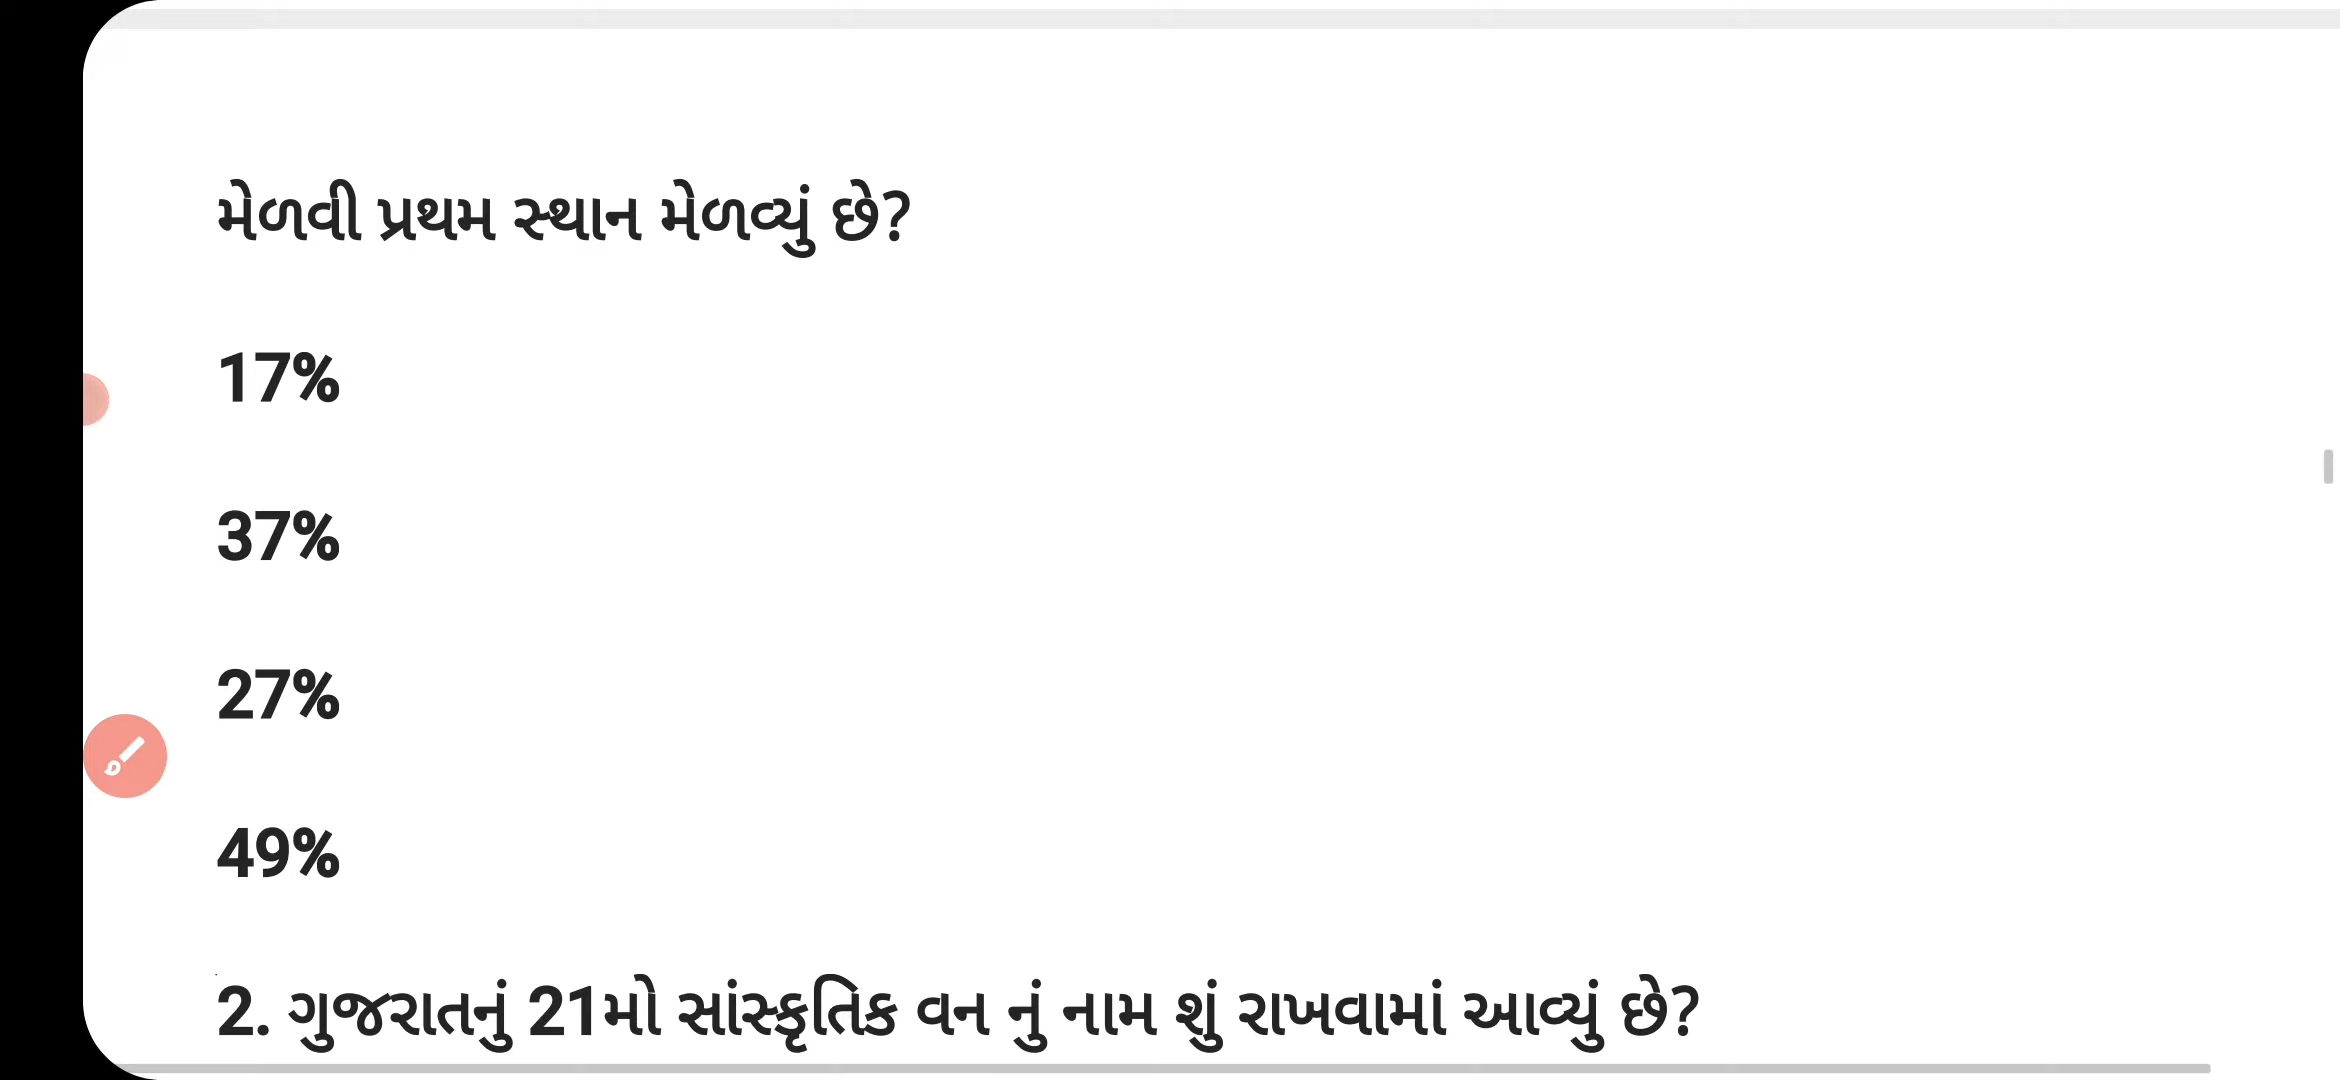 મેળવી પ્રથમ સ્થાન મેળવ્યું છે?
17%
37%
27%
49%
2. ગુજરાતનું 21મો સાંસ્કૃતિક વન નું નામ શું રાખવામાં આવ્યું છે?